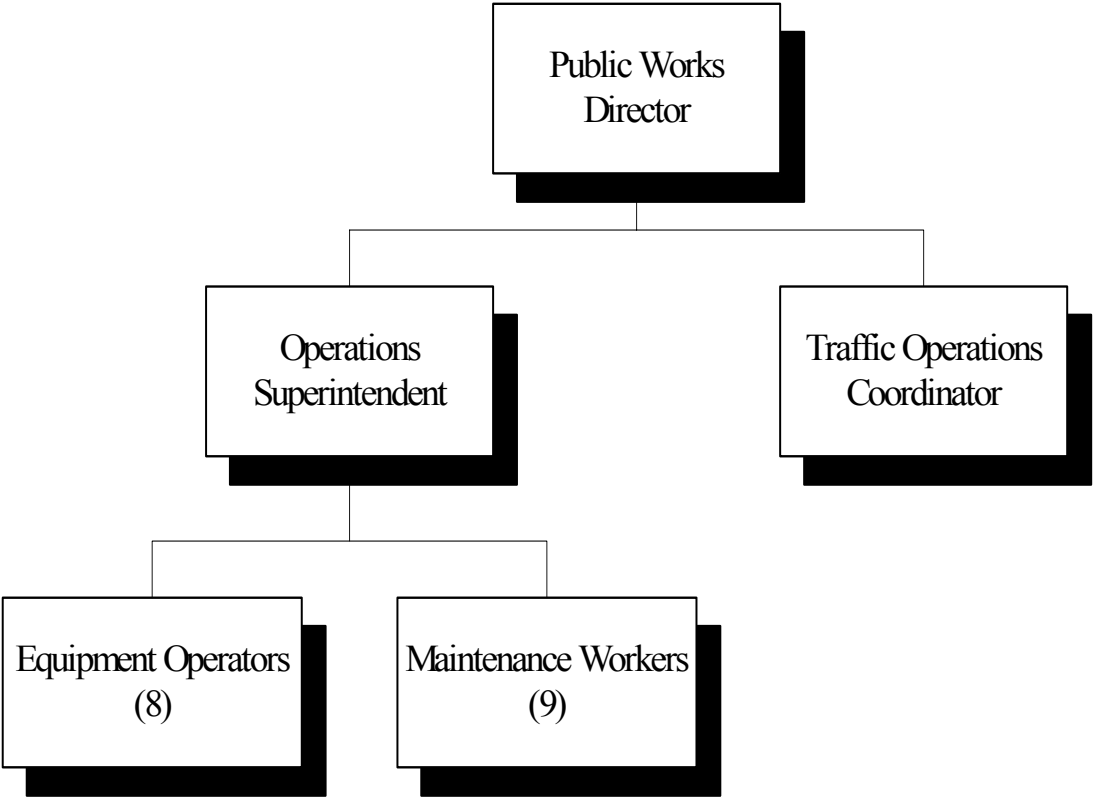 Public Works
Director
Operations
Superintendent
Traffic Operations
Coordinator
Equipment Operators
(8)
Maintenance Workers
(9)